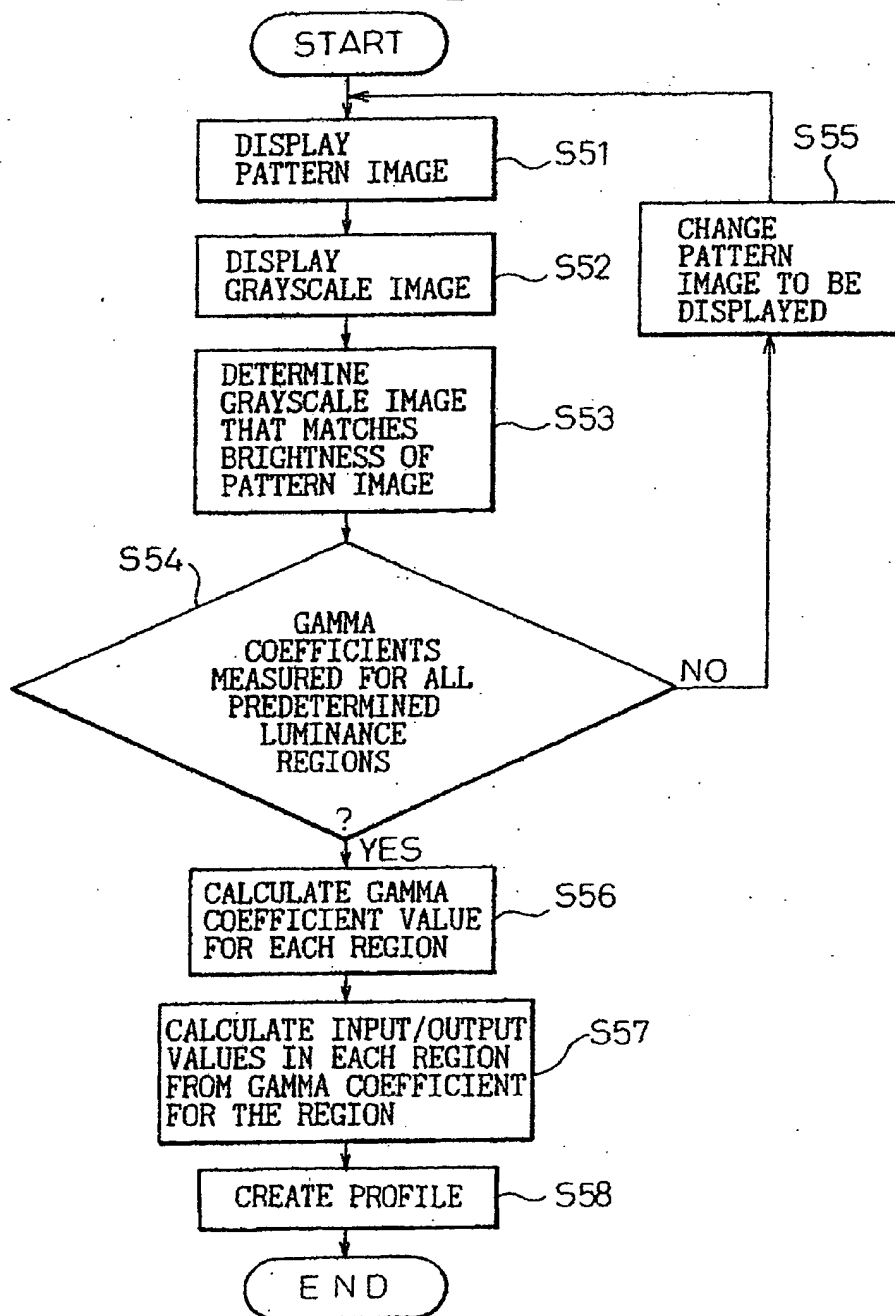 START
DISPLAY
PATTERN IMAGE
S51
DISPLAY
GRAYSCALE IMAGE
S52
DETERMINE
GRAYSCALE IMAGE
THAT MATCHES
BRIGHTNESS OF
PATTERN IMAGE
S53
S54
GAMMA
COEFFICIENTS
MEASURED FOR ALL
PREDETERMINED
LUMINANCE
REGIONS
?
NO
S55
CHANGE
PATTERN
IMAGE TO BE
DISPLAYED
YES
CALCULATE GAMMA
COEFFICIENT VALUE
FOR EACH REGION
S56
CALCULATE INPUT/OUTPUT
VALUES IN EACH REGION
FROM GAMMA COEFFICIENT
FOR THE REGION
S57
CREATE PROFILE
S58
END